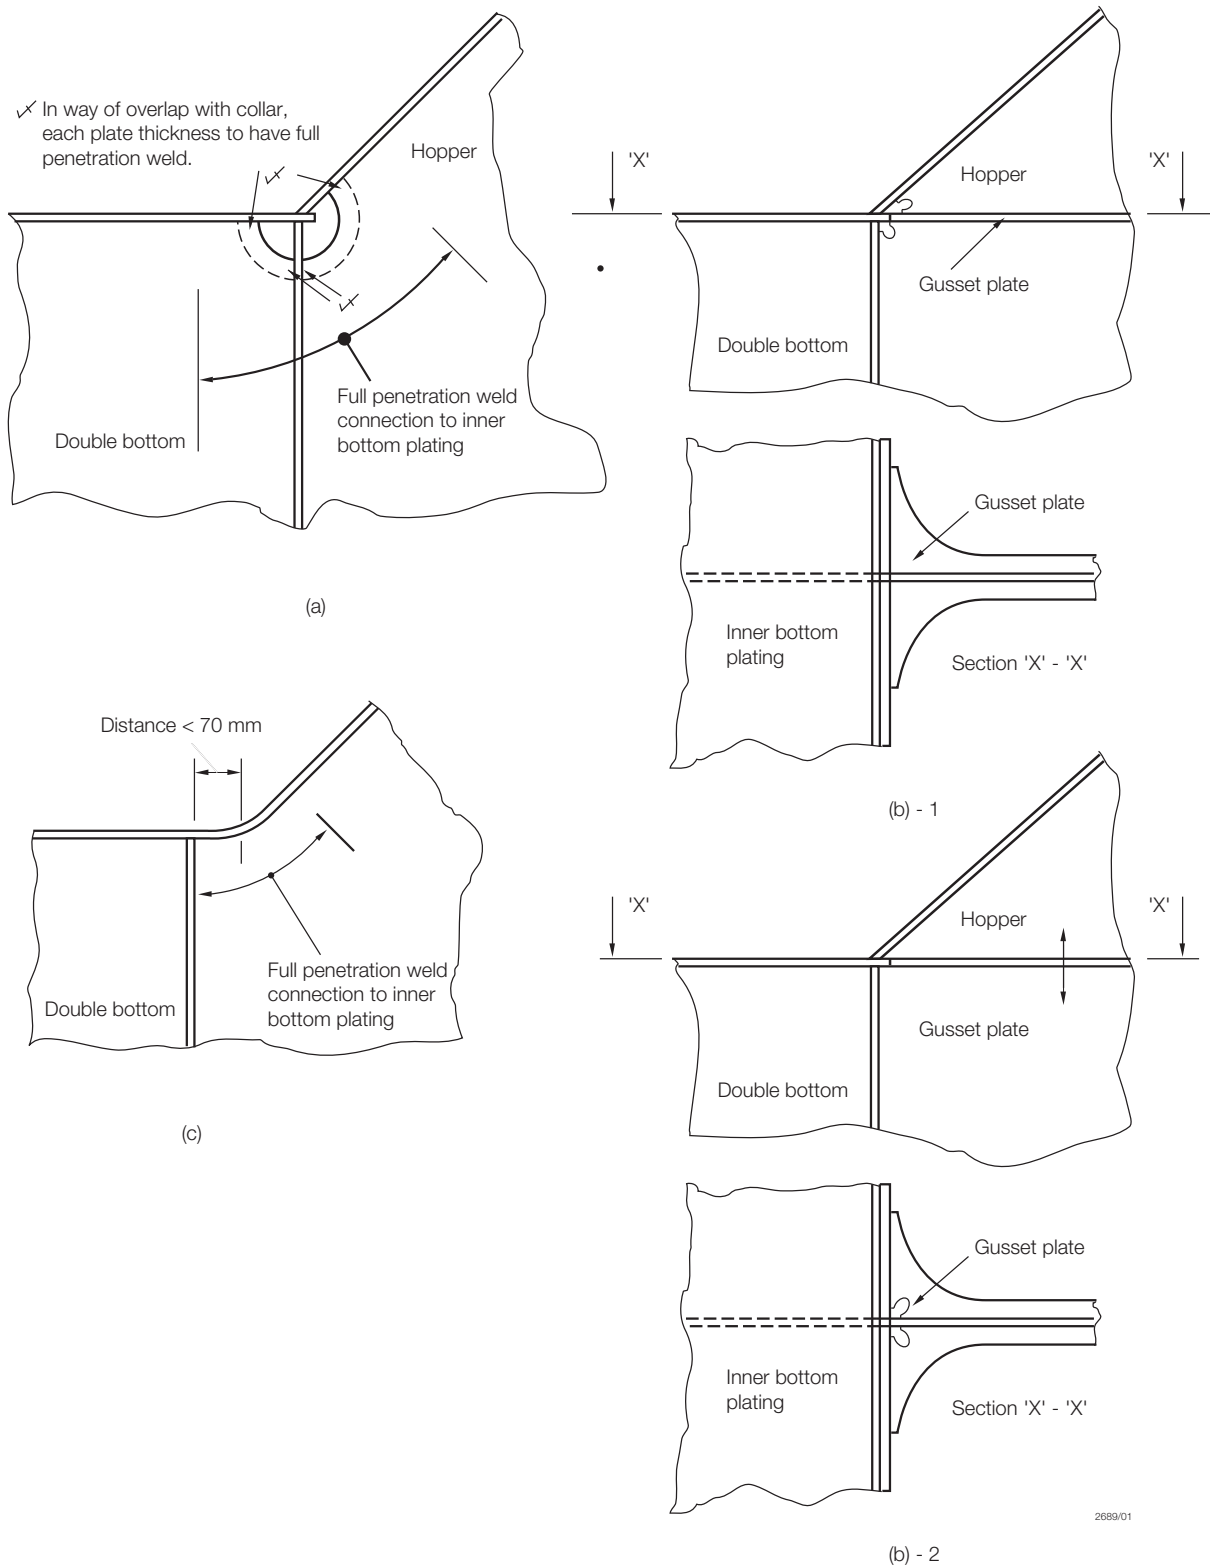 In way of overlap with collar,
each plate thickness to have full
penetration weld.
Hopper
Full penetration weld
connection to inner
bottom plating
Double bottom
(a)
'X'
'X'
Hopper
Gusset plate
Double bottom
Gusset plate
Inner bottom
plating
Section 'X' - 'X'
(b) - 1
Distance < 70 mm
Full penetration weld
connection to inner
bottom plating
Double bottom
(c)
'X'
'X'
Hopper
Gusset plate
Double bottom
Gusset plate
Inner bottom
plating
Section 'X' - 'X'
2689/01
(b) - 2